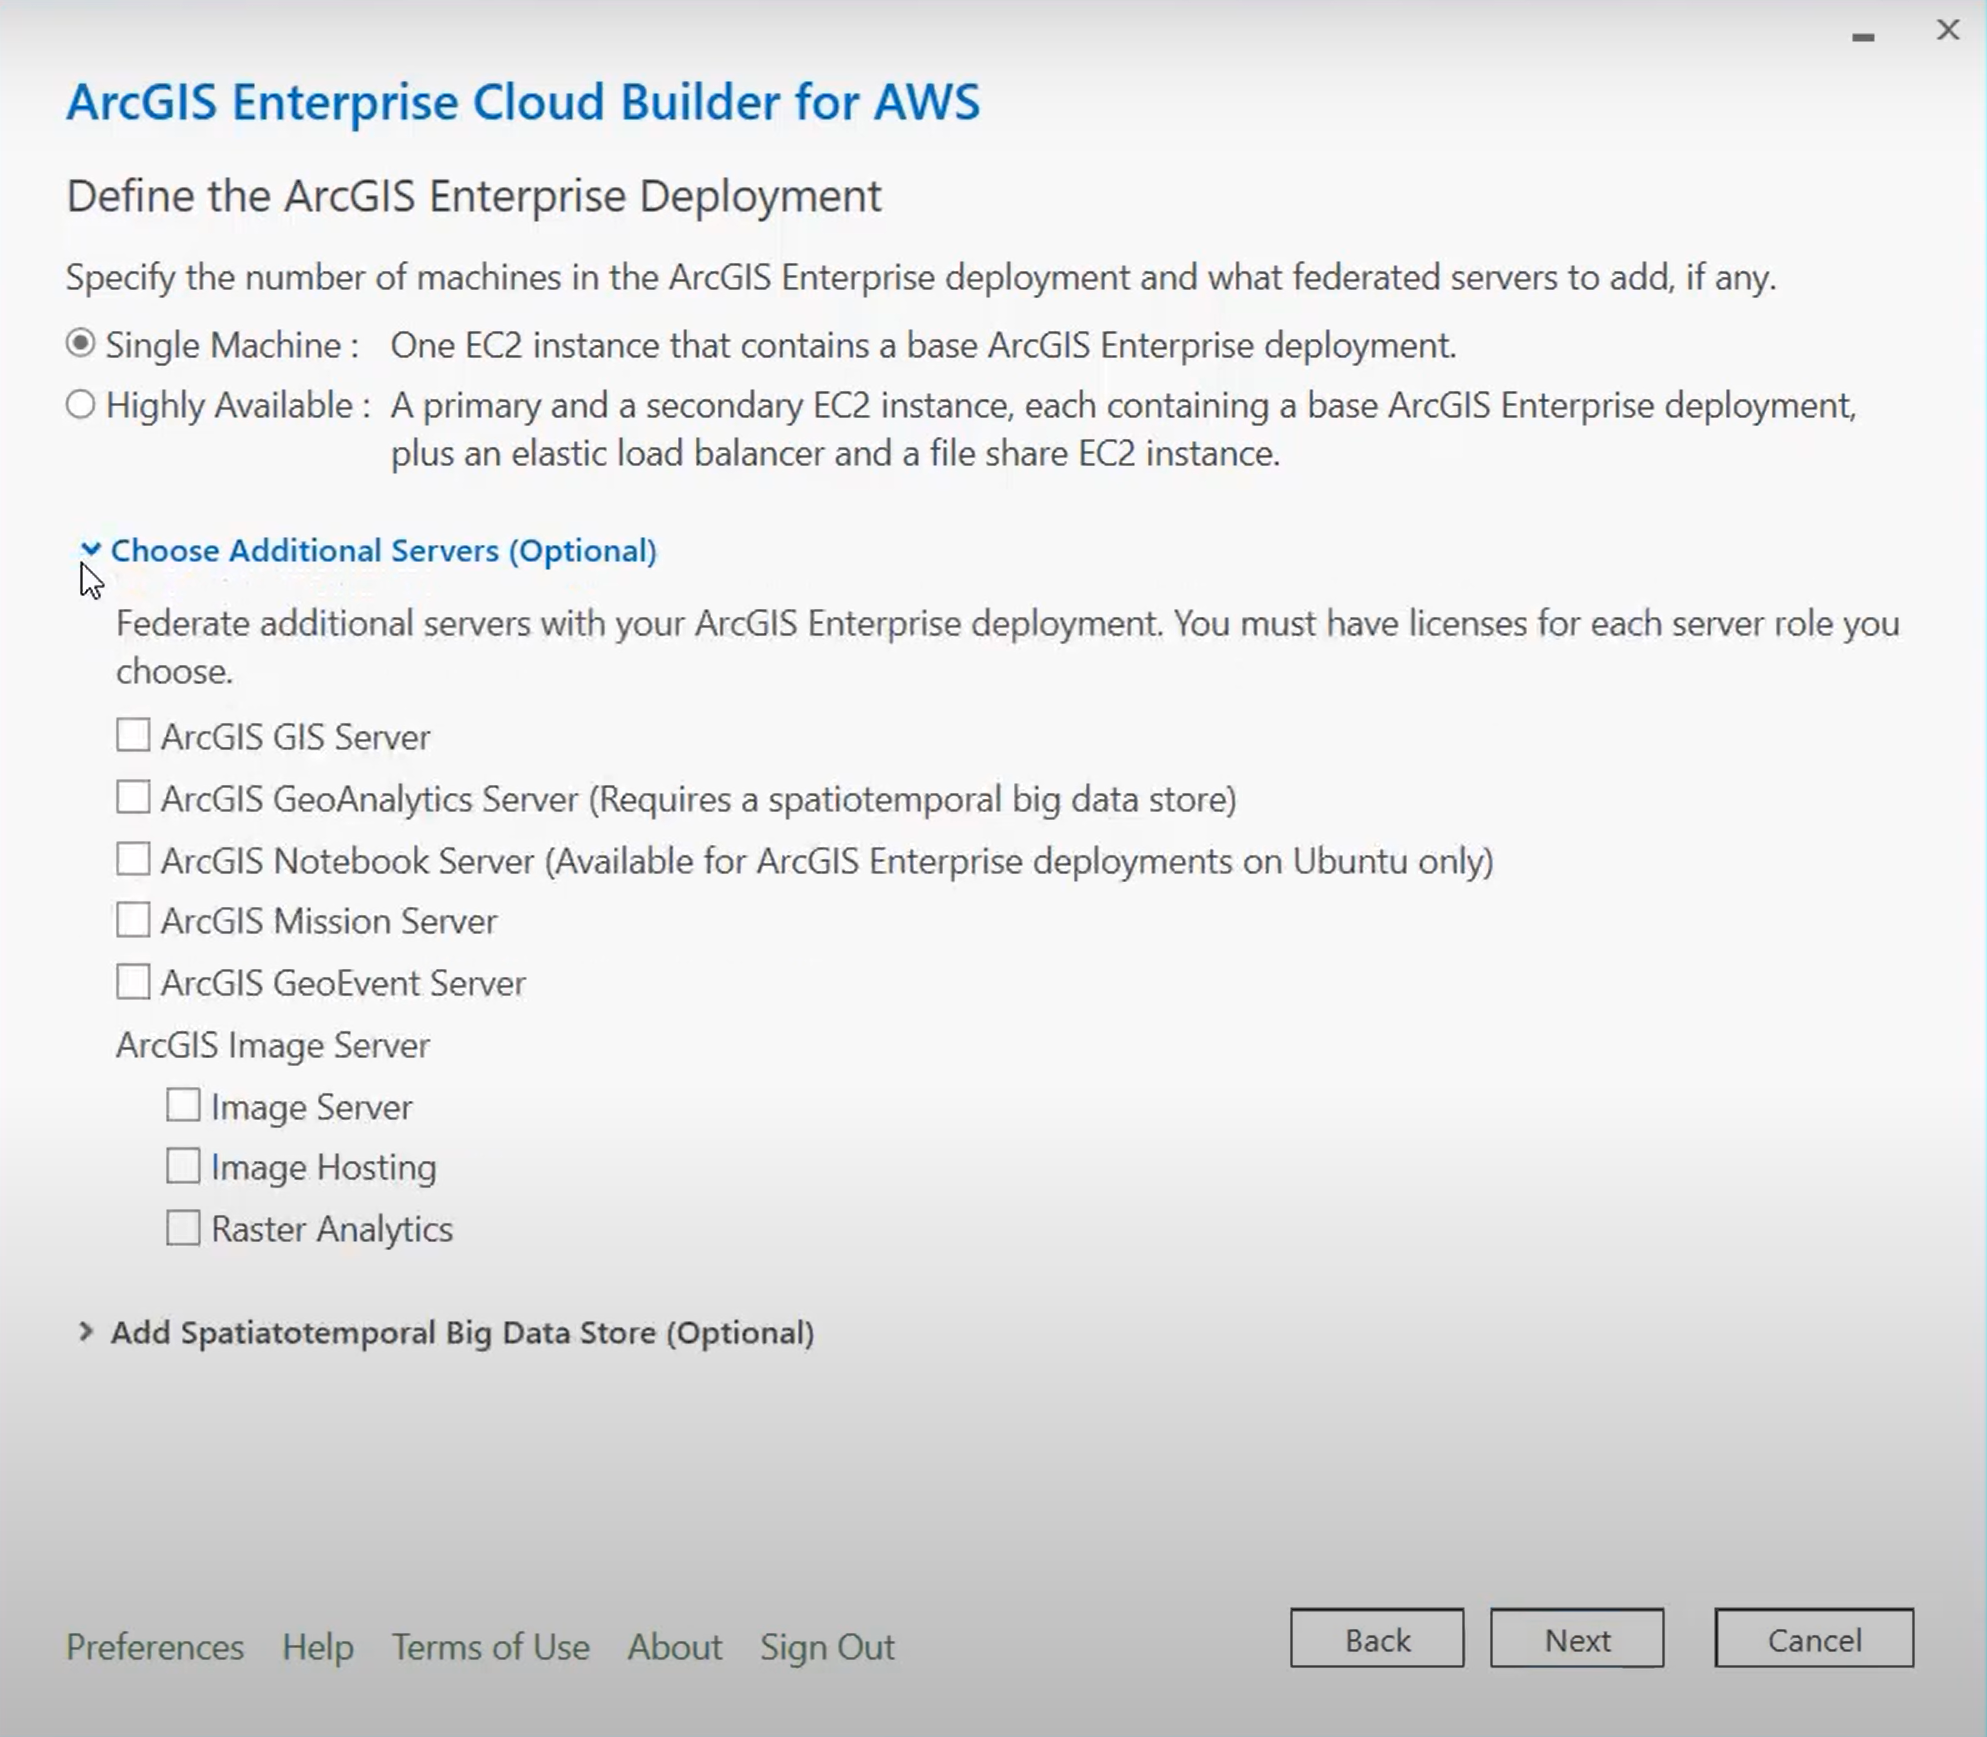 ArcGIS Enterprise Cloud Builder for AWS
Define the ArcGIS Enterprise Deployment
Specify the number of machines in the ArcGIS Enterprise deployment and what federated servers to add, if any.
Single Machine : One EC2 instance that contains a base ArcGIS Enterprise deployment.
Highly Available : A primary and a secondary EC2 instance, each containing a base ArcGIS Enterprise deployment,
plus an elastic load balancer and a file share EC2 instance.
Choose Additional Servers (Optional)
Federate additional servers with your ArcGIS Enterprise deployment. You must have licenses for each server role you
choose.
ArcGIS GIS Server
ArcGIS GeoAnalytics Server (Requires a spatiotemporal big data store)
ArcGIS Notebook Server (Available for ArcGIS Enterprise deployments on Ubuntu only)
ArcGIS Mission Server
ArcGIS GeoEvent Server
ArcGIS Image Server
Image Server
Image Hosting
Raster Analytics
Add Spatiatotemporal Big Data Store (Optional)
Preferences Help Terms of Use About Sign Out Back Next Cancel